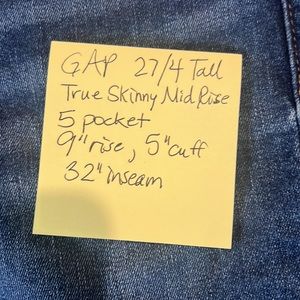 GAP 27/4 Tall
True Skinny Mid Rise
5 pocket
9" rise, 5" cuff
32" inseam